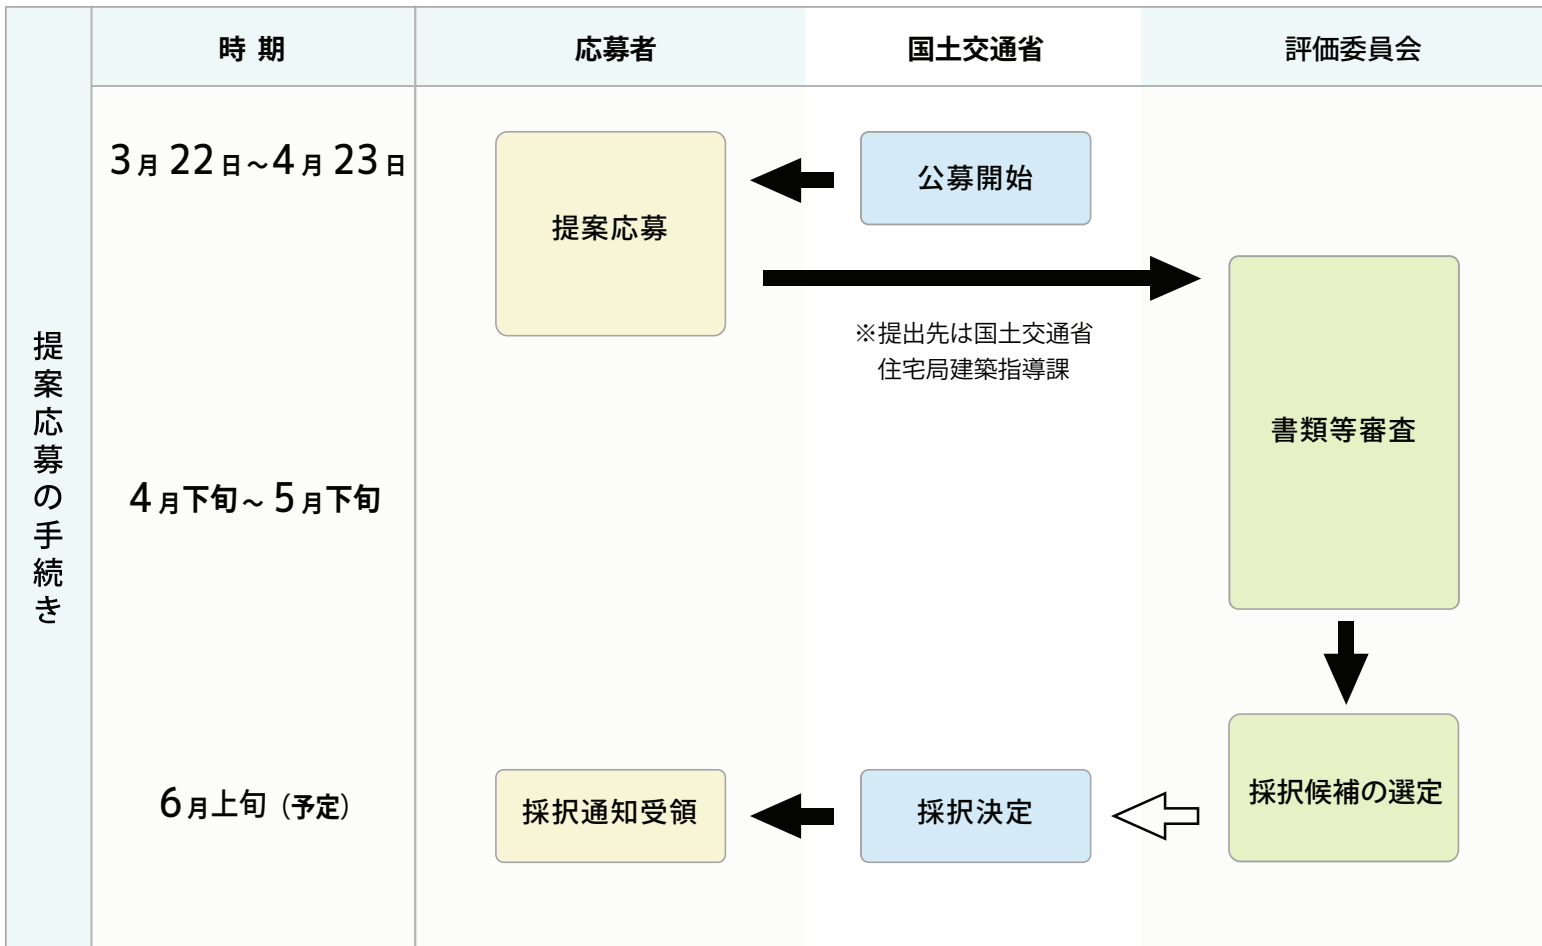 時 期
応募者
国土交通省
評価委員会
提案応募の手続き
3月22日～4月23日
提案応募
公募開始
※提出先は国土交通省
住宅局建築指導課
書類等審査
4月下旬～5月下旬
6月上旬（予定）
採択通知受領
採択決定
採択候補の選定